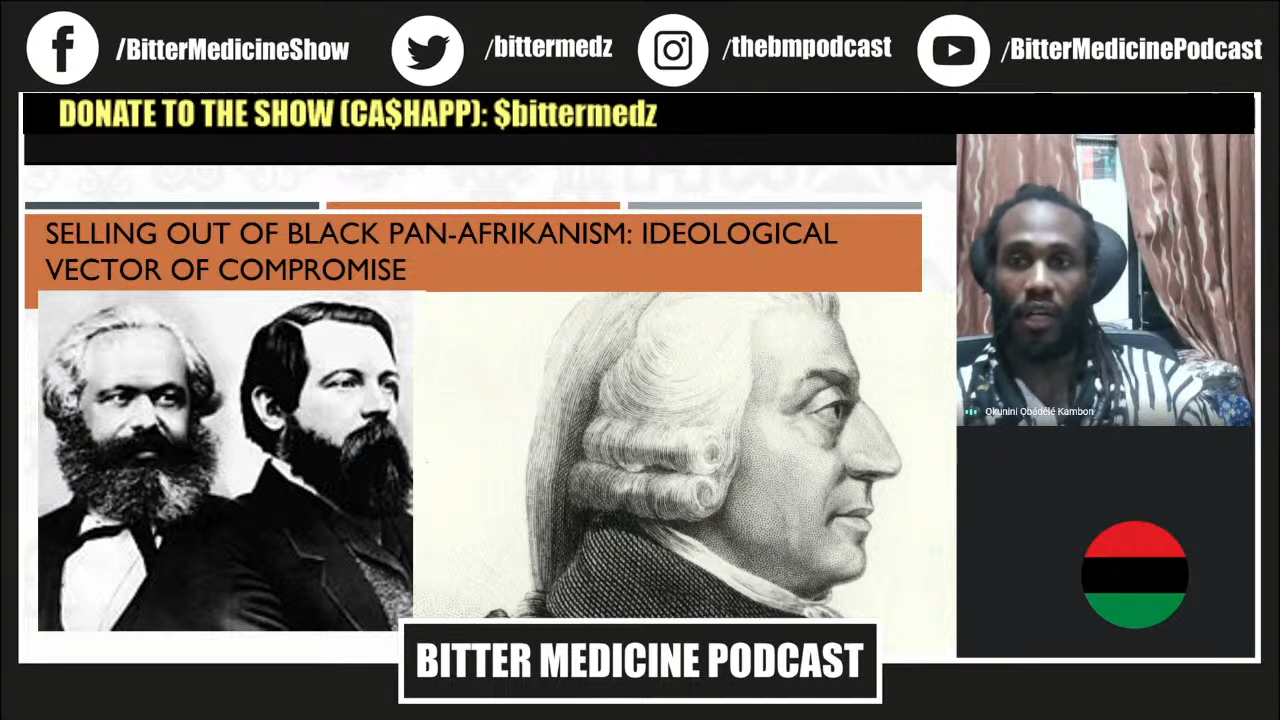 /BitterMedicineShow
/bittermedz
/thebmpodcast
/BitterMedicinePodcast
DONATE TO THE SHOW (CA$HAPP): $bittermedz
SELLING OUT OF BLACK PAN-AFRIKANISM: IDEOLOGICAL
VECTOR OF COMPROMISE
Okunini Obádélé Kambon
BITTER MEDICINE PODCAST